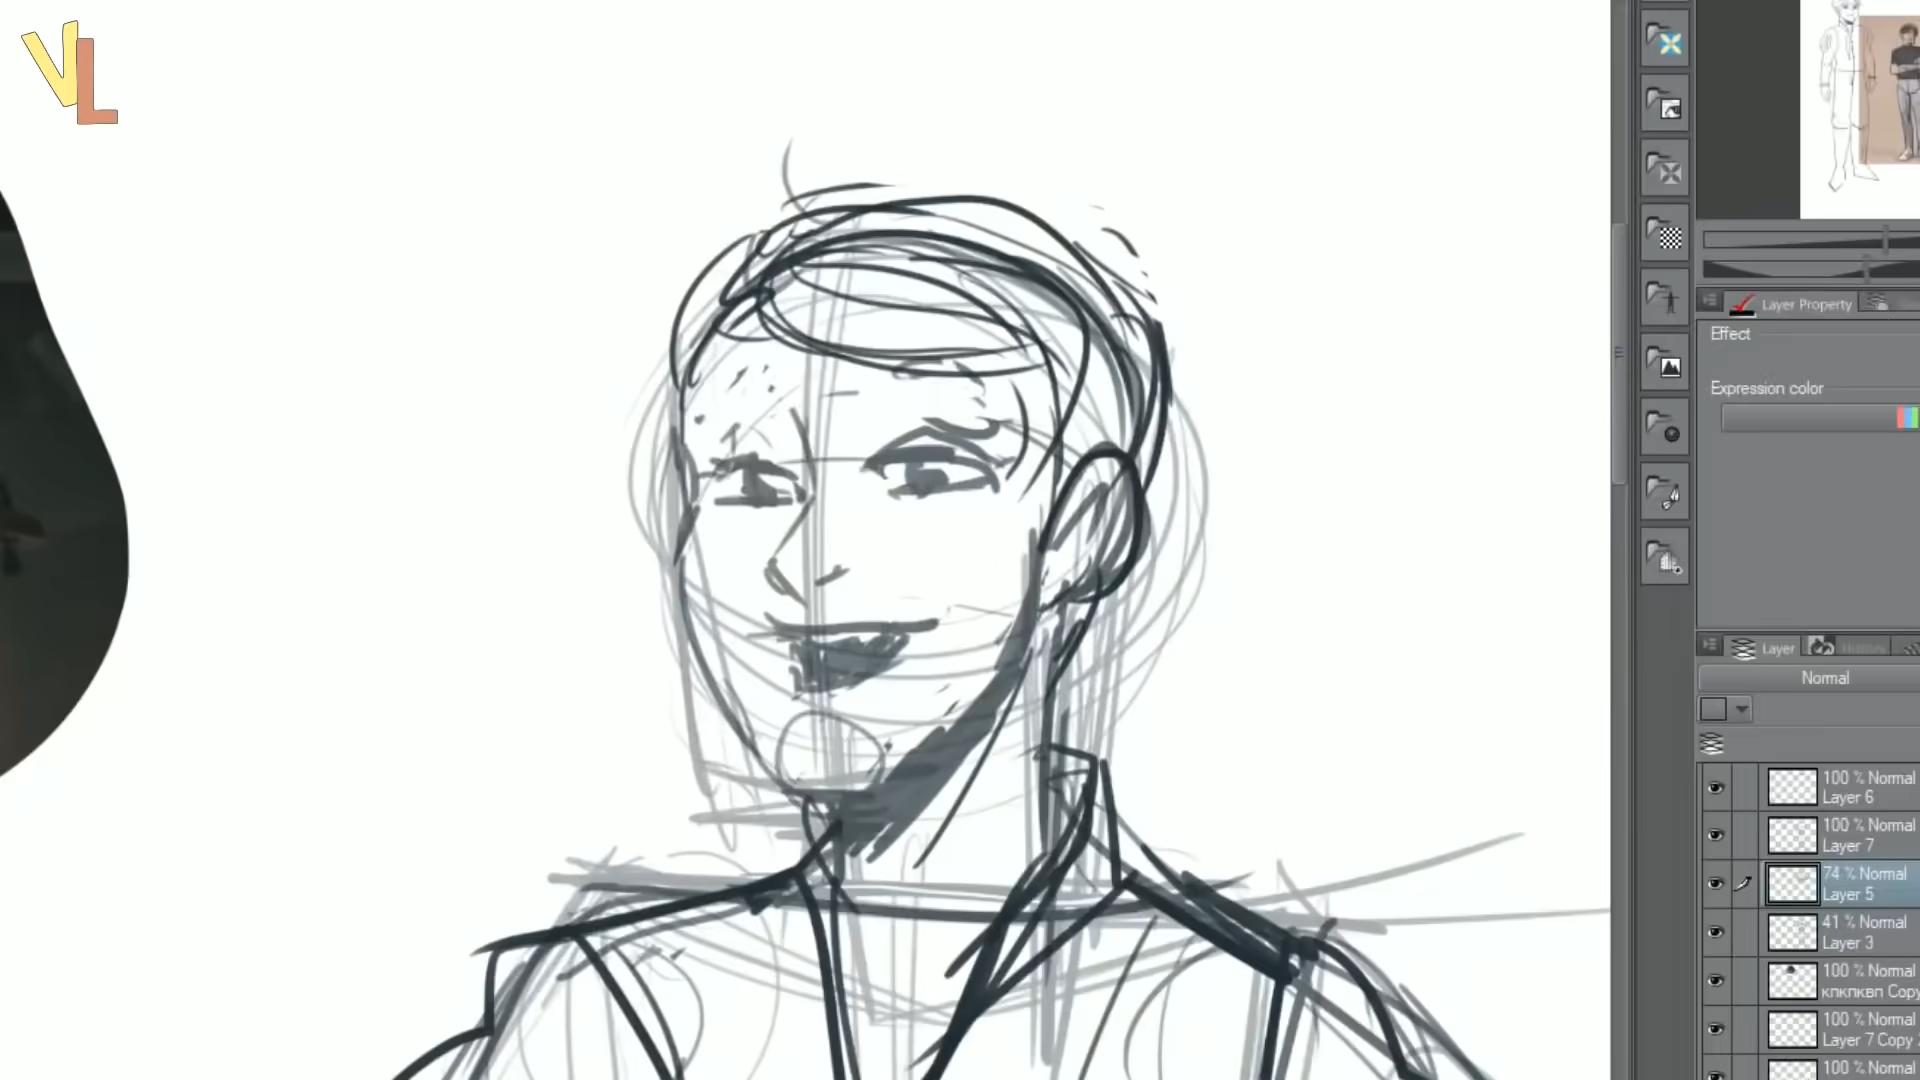 VL
Layer Property
Effect
Expression color
Layer
Normal
100 % Normal
Layer 6
100 % Normal
Layer 7
74 % Normal
Layer 5
41 % Normal
Layer 3
100 % Normal
кпкпквп Copy
100 % Normal
Layer 7 Copy
100 % Normal